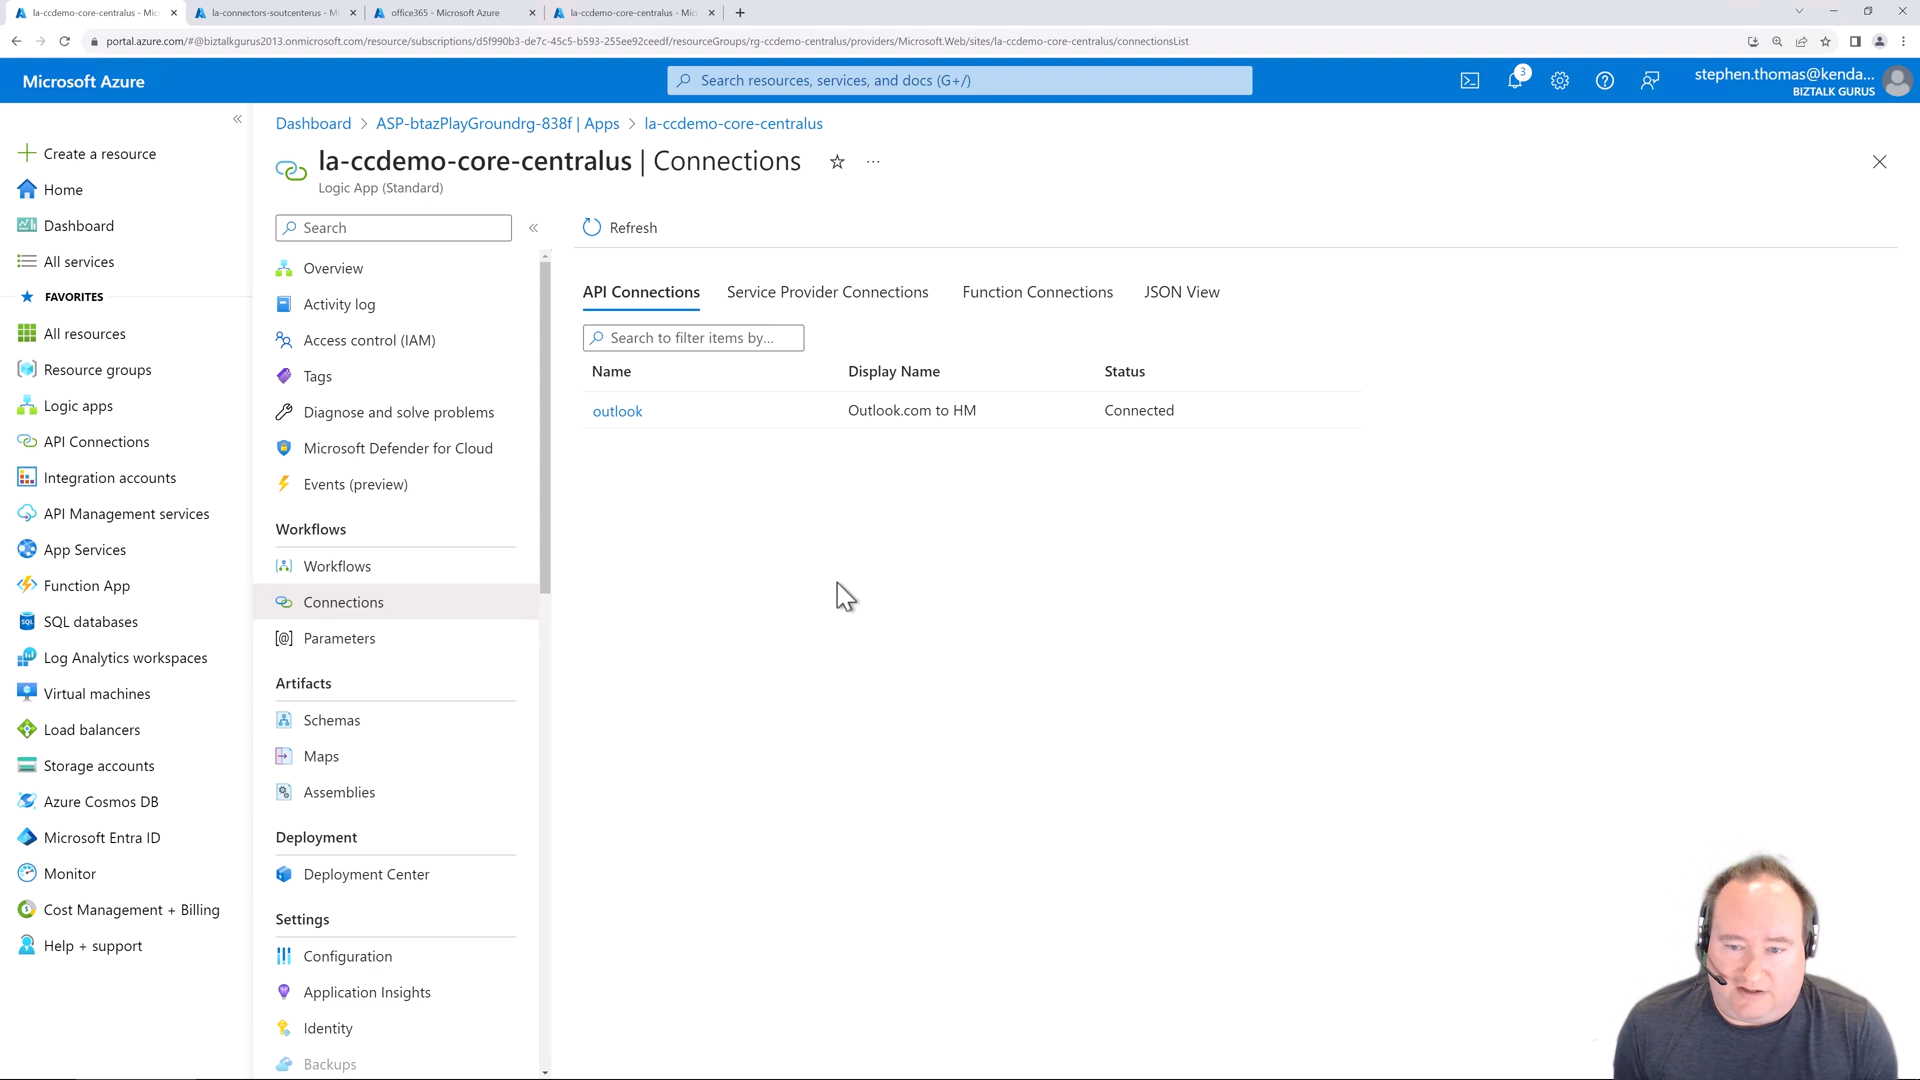 la-ccdemo-core-centralus - Mic
la-connectors-soutcenterus - Mi
office365 - Microsoft Azure
la-ccdemo-core-centralus - Mic
portal.azure.com/#@biztalkgurus2013.onmicrosoft.com/resource/subscriptions/d5f990b3-de7c-45c5-b593-255ee92ceedf/resourceGroups/rg-ccdemo-centralus/providers/Microsoft.Web/sites/la-ccdemo-core-centralus/connectionsList
Microsoft Azure
Search resources, services, and docs (G+/)
3
stephen.thomas@kenda...
BIZTALK GURUS
Create a resource
Home
Dashboard
All services
FAVORITES
All resources
Resource groups
Logic apps
API Connections
Integration accounts
API Management services
App Services
Function App
SQL databases
Log Analytics workspaces
Virtual machines
Load balancers
Storage accounts
Azure Cosmos DB
Microsoft Entra ID
Monitor
Cost Management + Billing
Help + support
Dashboard > ASP-btazPlayGroundrg-838f | Apps > la-ccdemo-core-centralus
la-ccdemo-core-centralus | Connections
Logic App (Standard)
Search
Overview
Activity log
Access control (IAM)
Tags
Diagnose and solve problems
Microsoft Defender for Cloud
Events (preview)
Workflows
Workflows
Connections
Parameters
Artifacts
Schemas
Maps
Assemblies
Deployment
Deployment Center
Settings
Configuration
Application Insights
Identity
Backups
Refresh
API Connections Service Provider Connections Function Connections JSON View
Search to filter items by...
Name Display Name Status
outlook Outlook.com to HM Connected